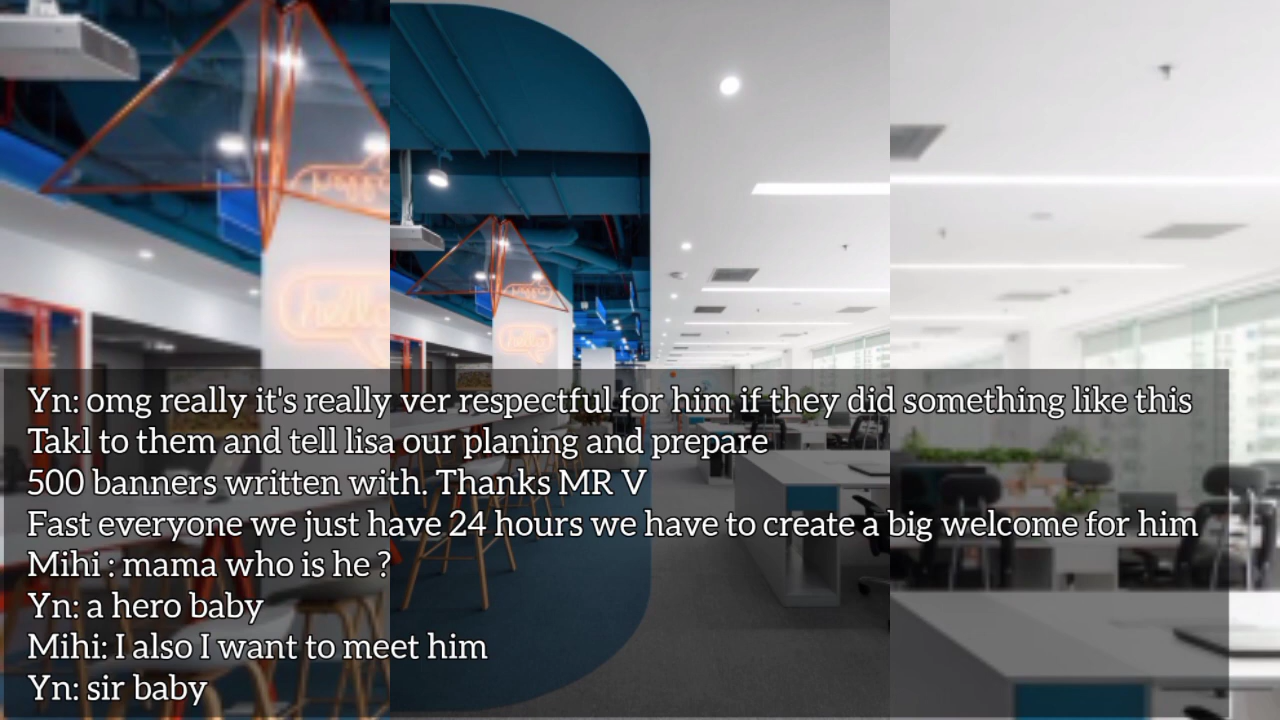 hello
Yn: omg really it's really ver respectful for him if they did something like this
Takl to them and tell lisa our planing and prepare
500 banners written with. Thanks MR V
Fast everyone we just have 24 hours we have to create a big welcome for him
Mihi : mama who is he ?
Yn: a hero baby
Mihi: I also I want to meet him
Yn: sir baby